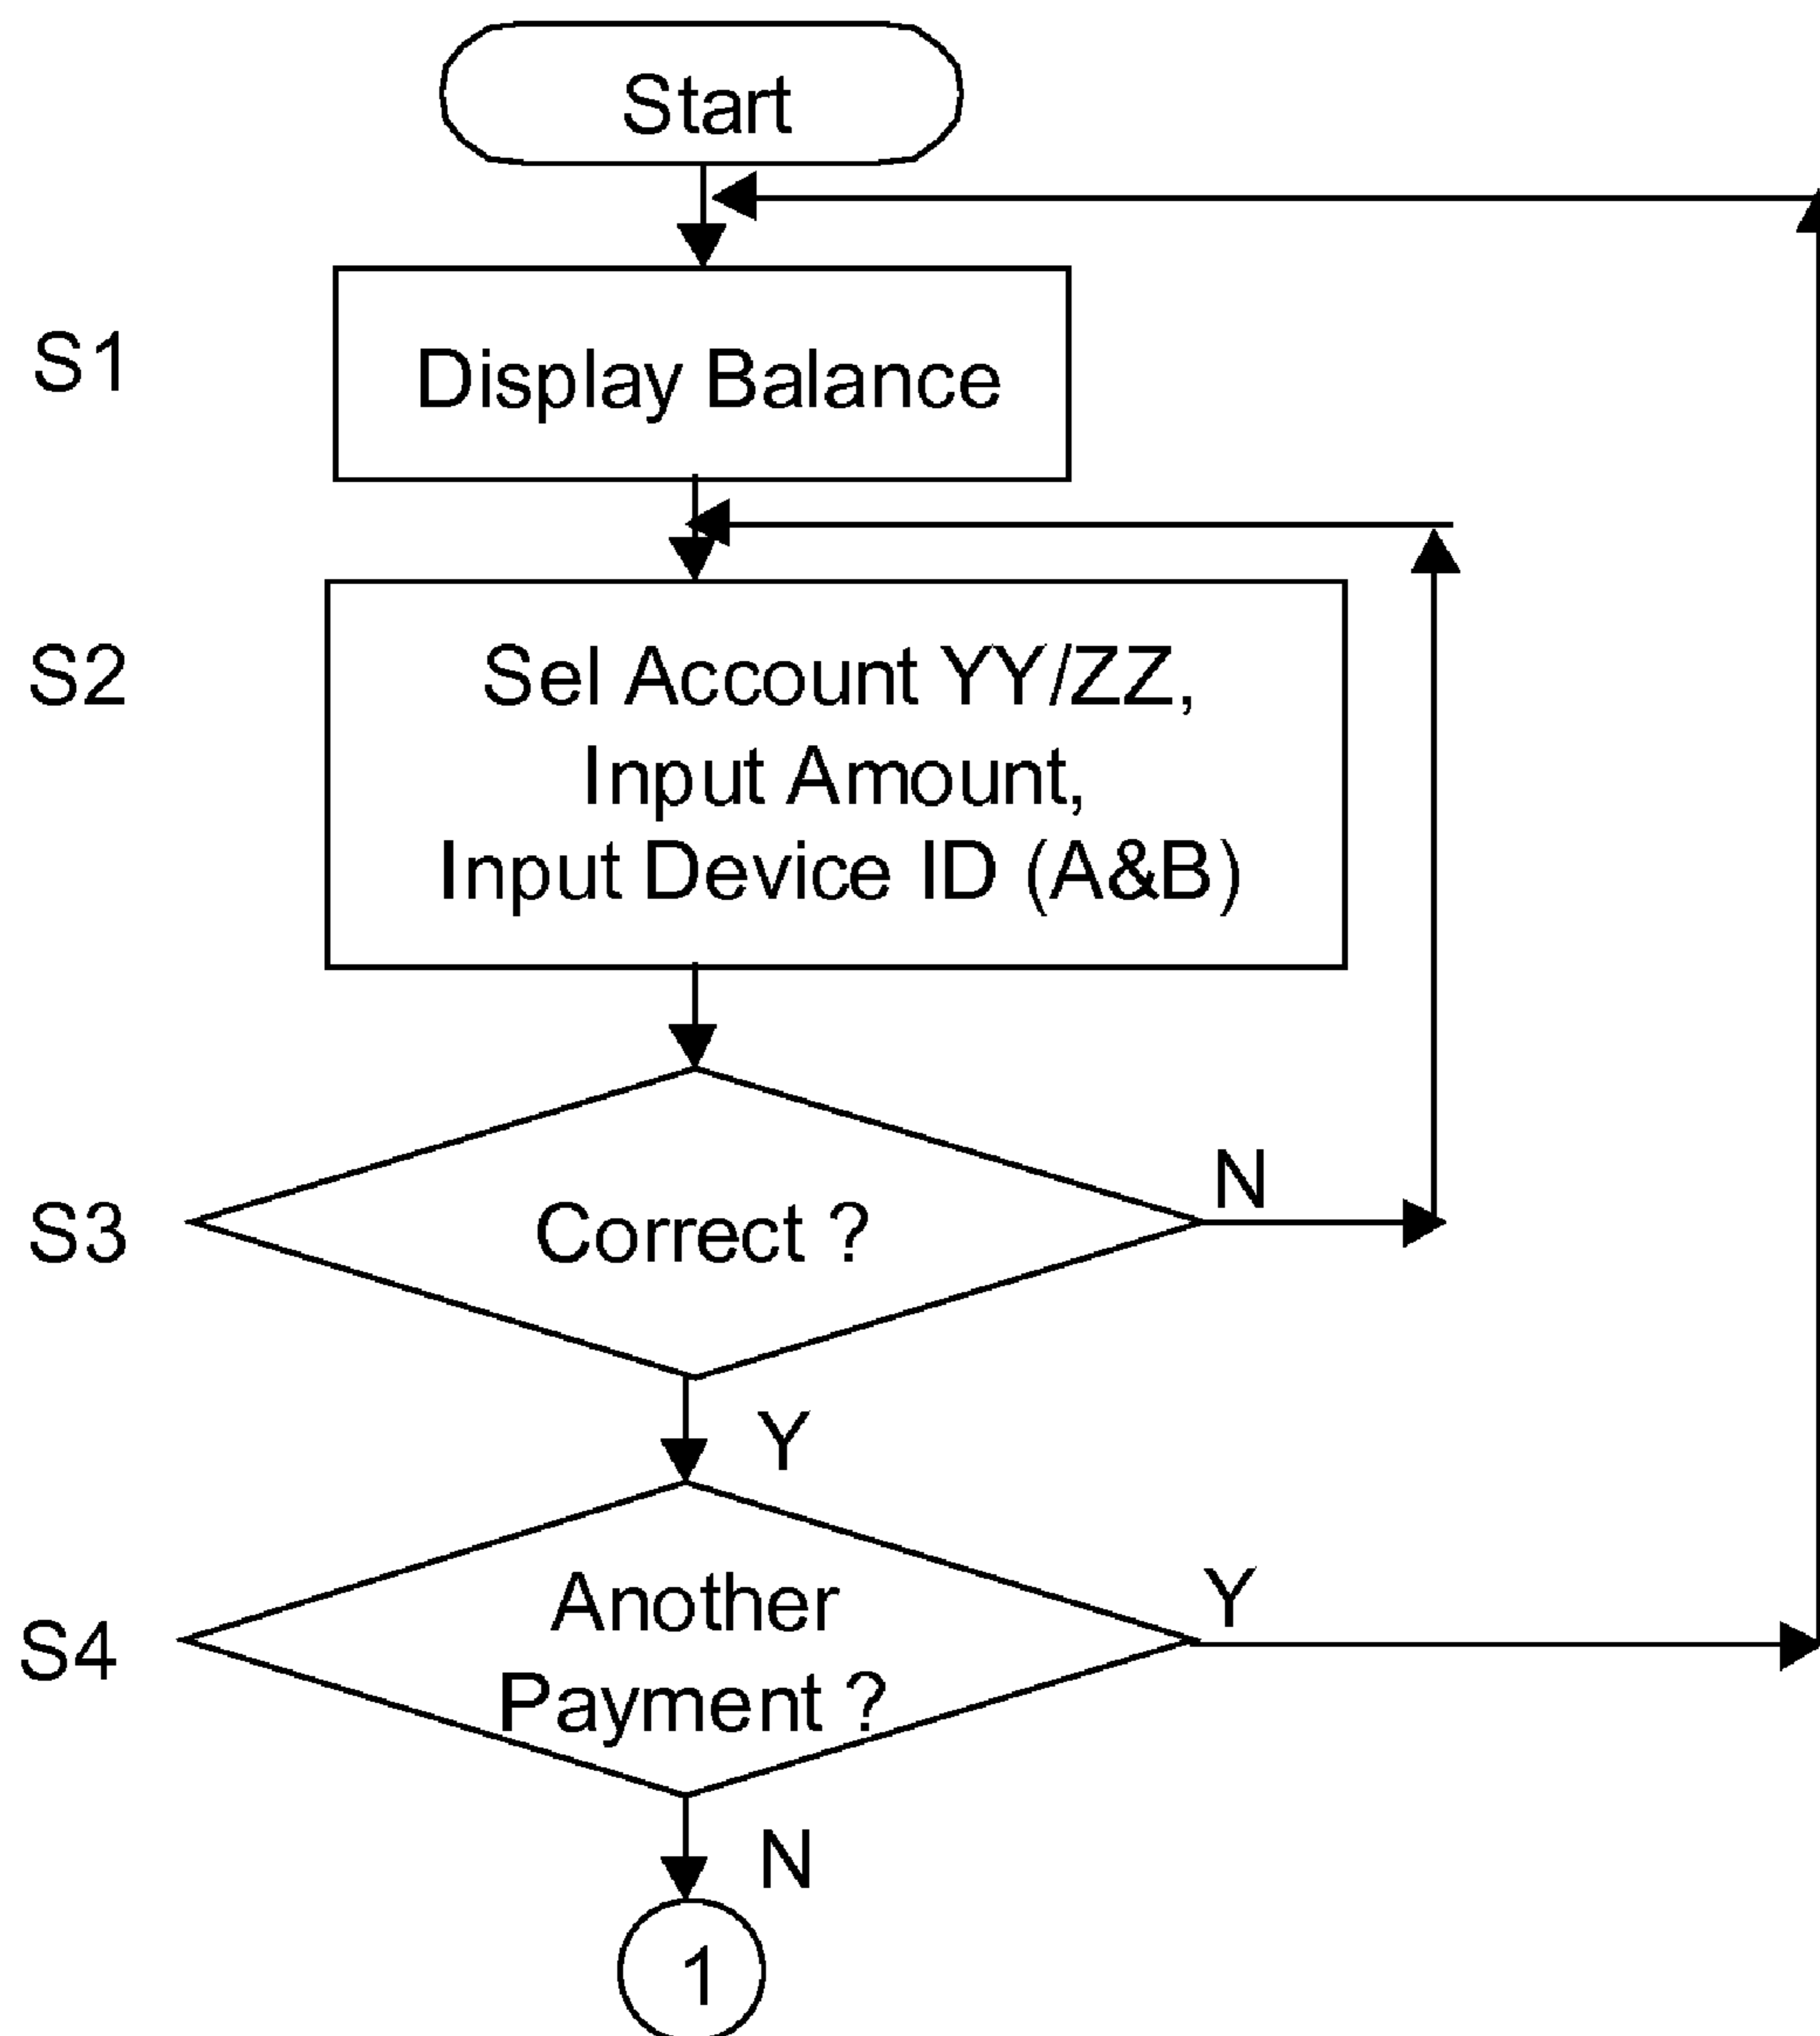 Start
S1
Display Balance
S2
Sel Account YY/ZZ,
Input Amount,
Input Device ID (A&B)
S3
Correct ?
N
Y
S4
Another
Payment ?
Y
N
1